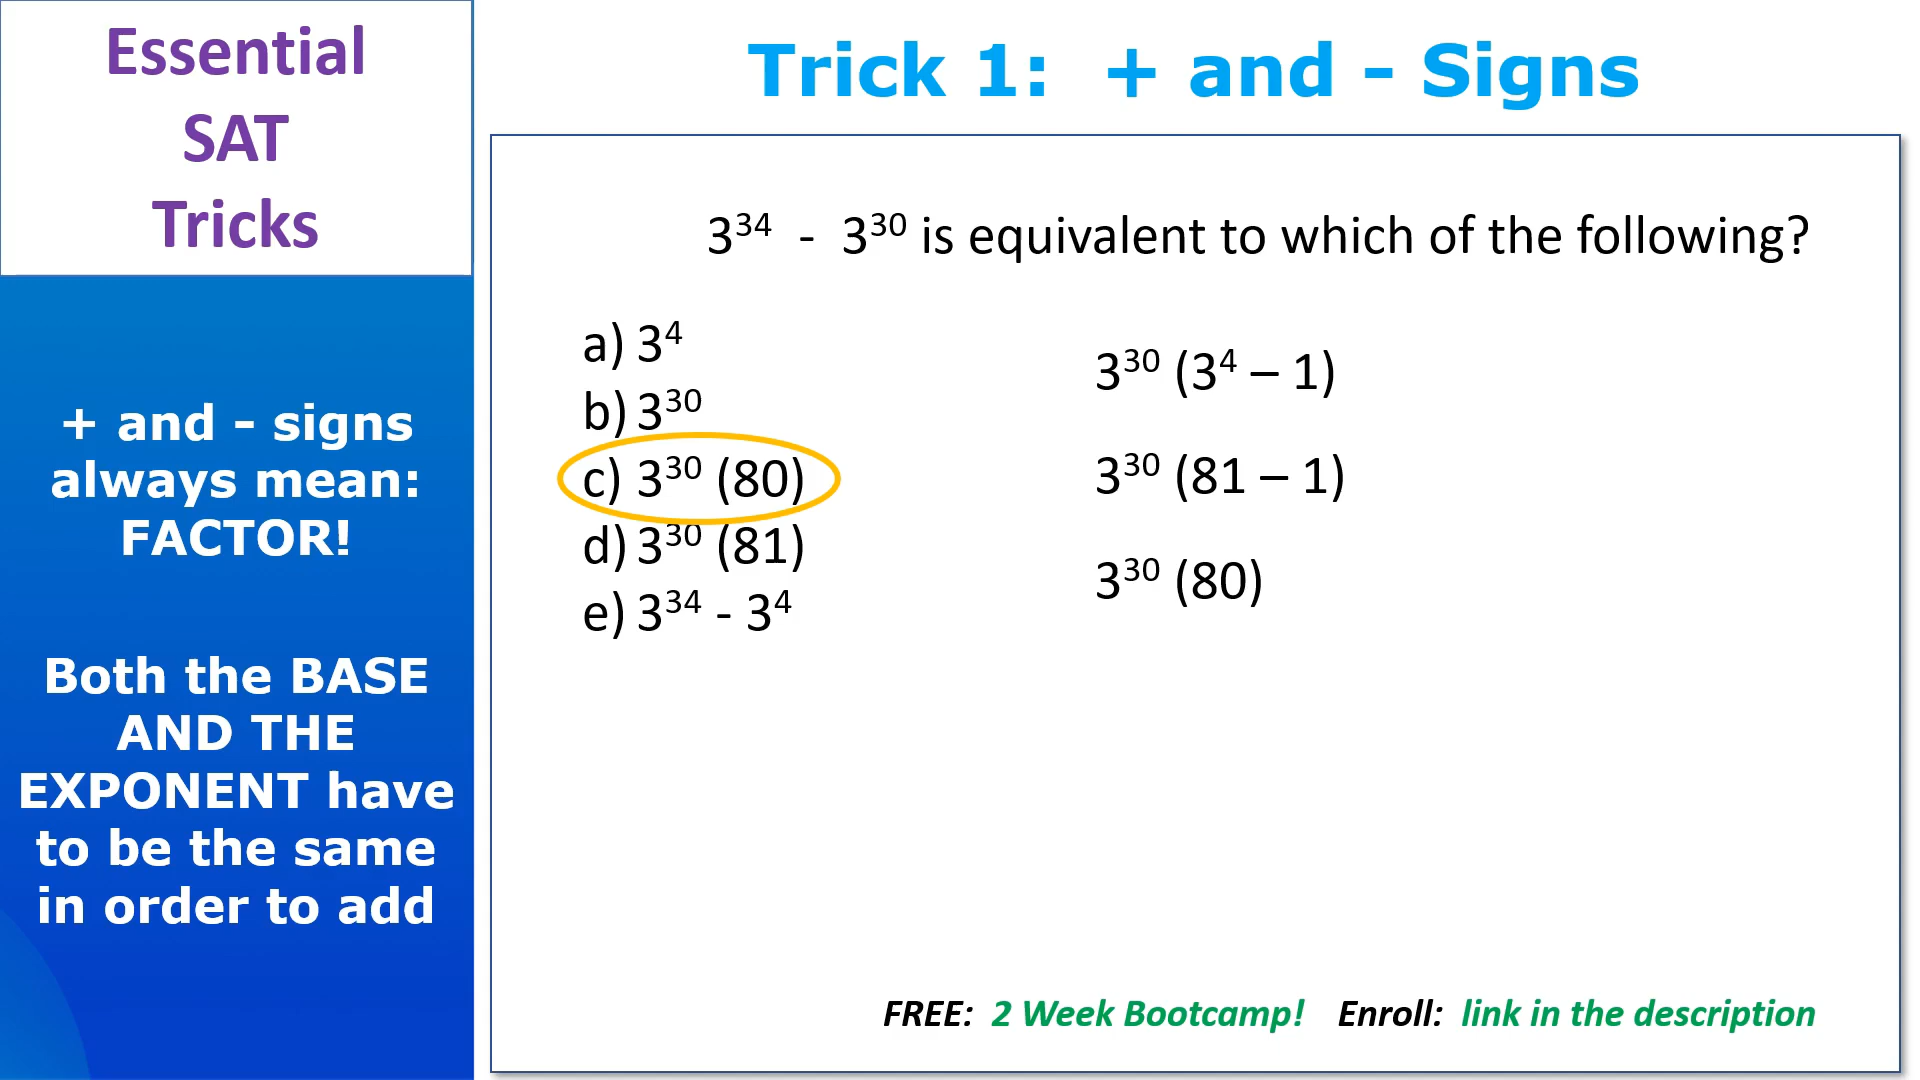 Essential
SAT
Tricks
+ and - signs
always mean:
FACTOR!
Both the BASE
AND THE
EXPONENT have
to be the same
in order to add
Trick 1: + and - Signs
3³⁴ - 3³⁰ is equivalent to which of the following?
a) 3⁴
b) 3³⁰
c) 3³⁰ (80)
d) 3³⁰ (81)
e) 3³⁴ - 3⁴
3³⁰ (3⁴ – 1)
3³⁰ (81 – 1)
3³⁰ (80)
FREE: 2 Week Bootcamp! Enroll: link in the description